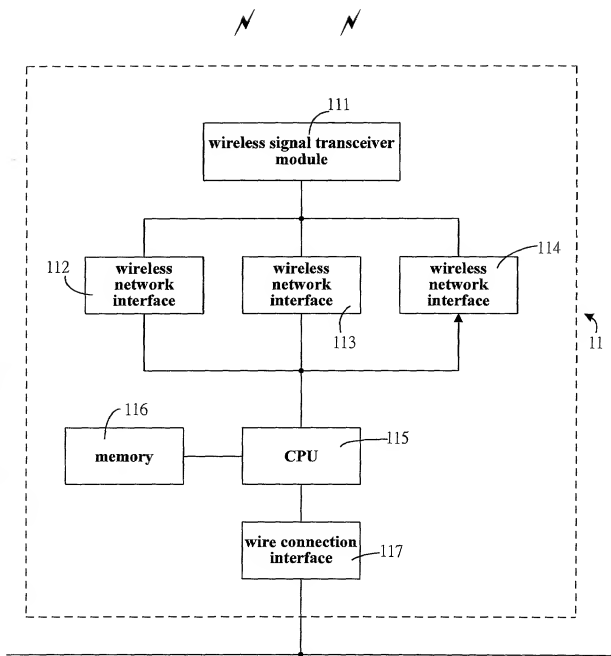 111
wireless signal transceiver
module
112
wireless
network
interface
wireless
network
interface
113
wireless
network
interface
114
11
116
memory
CPU
115
wire connection
interface
117